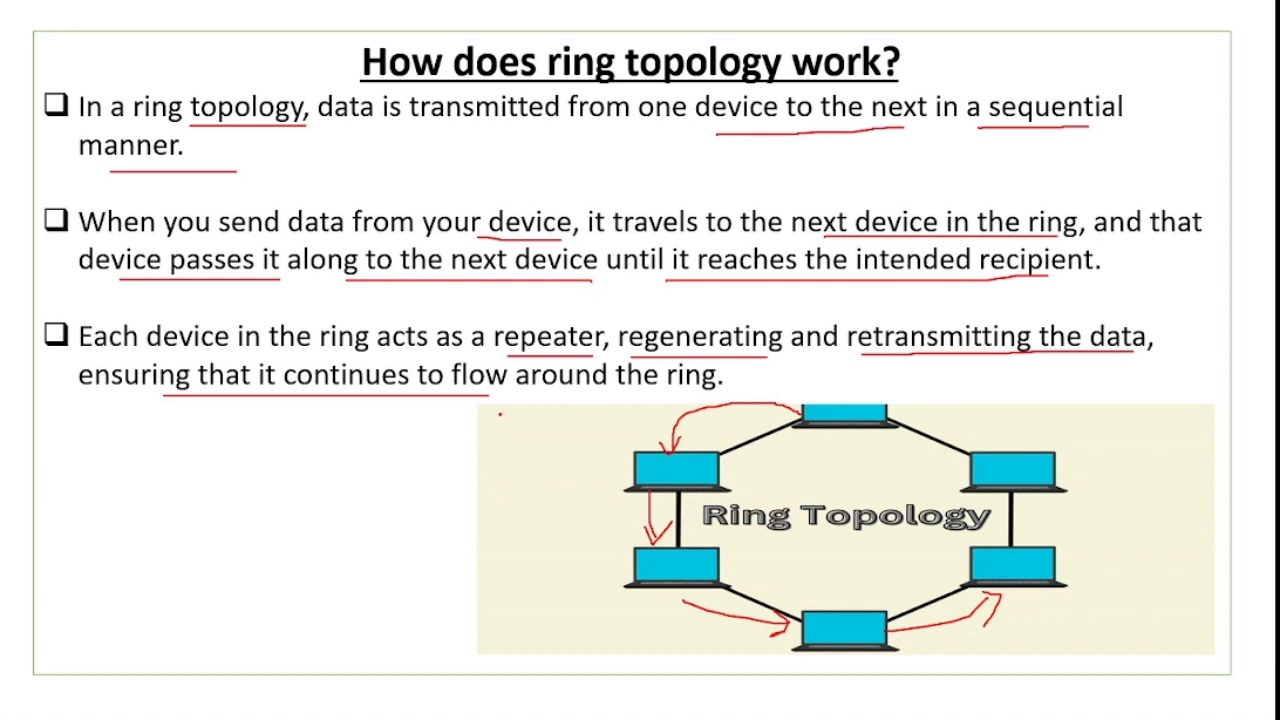 How does ring topology work?
❑ In a ring topology, data is transmitted from one device to the next in a sequential
manner.
❑ When you send data from your device, it travels to the next device in the ring, and that
device passes it along to the next device until it reaches the intended recipient.
❑ Each device in the ring acts as a repeater, regenerating and retransmitting the data,
ensuring that it continues to flow around the ring.
Ring Topology